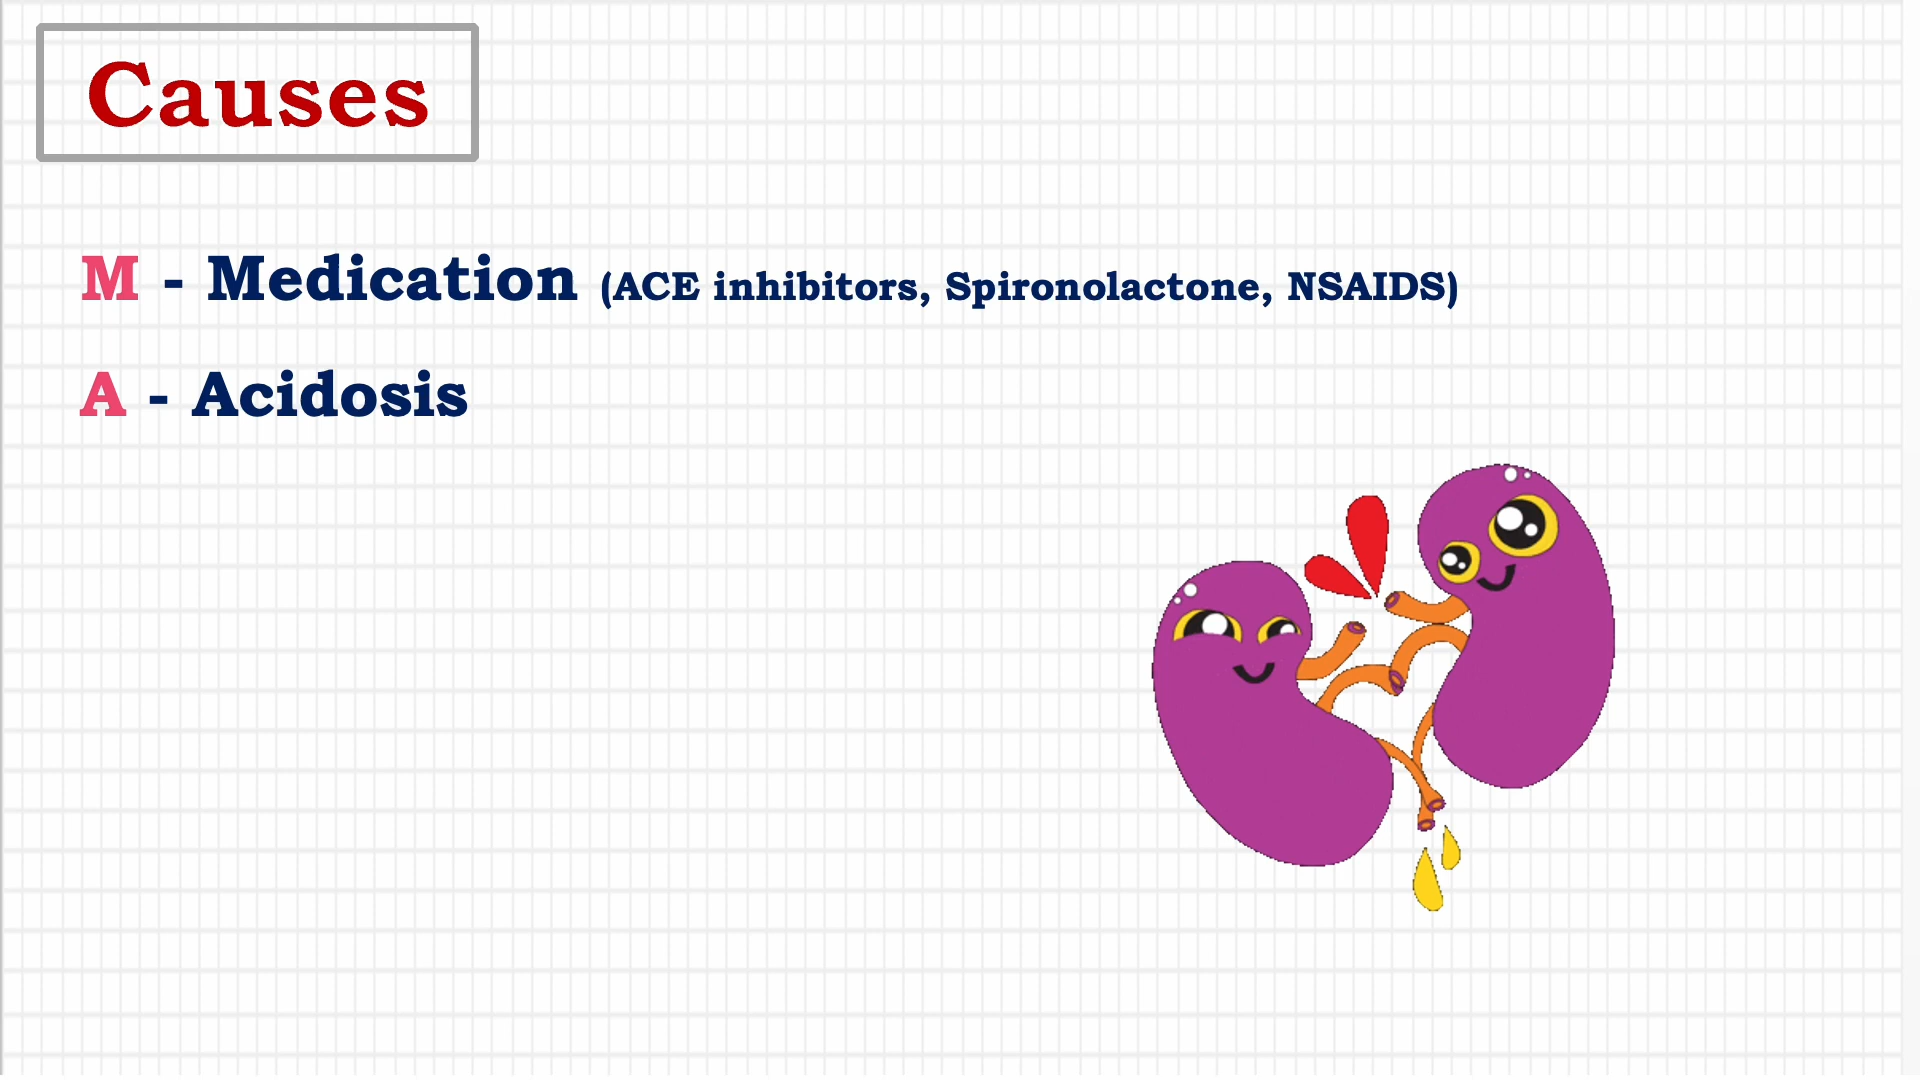 Causes
M - Medication (ACE inhibitors, Spironolactone, NSAIDS)
A - Acidosis